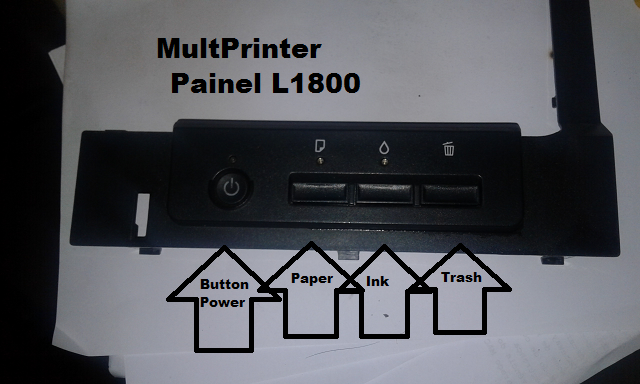 MultPrinter
Painel L1800
Button
Power
Paper
Ink
Trash